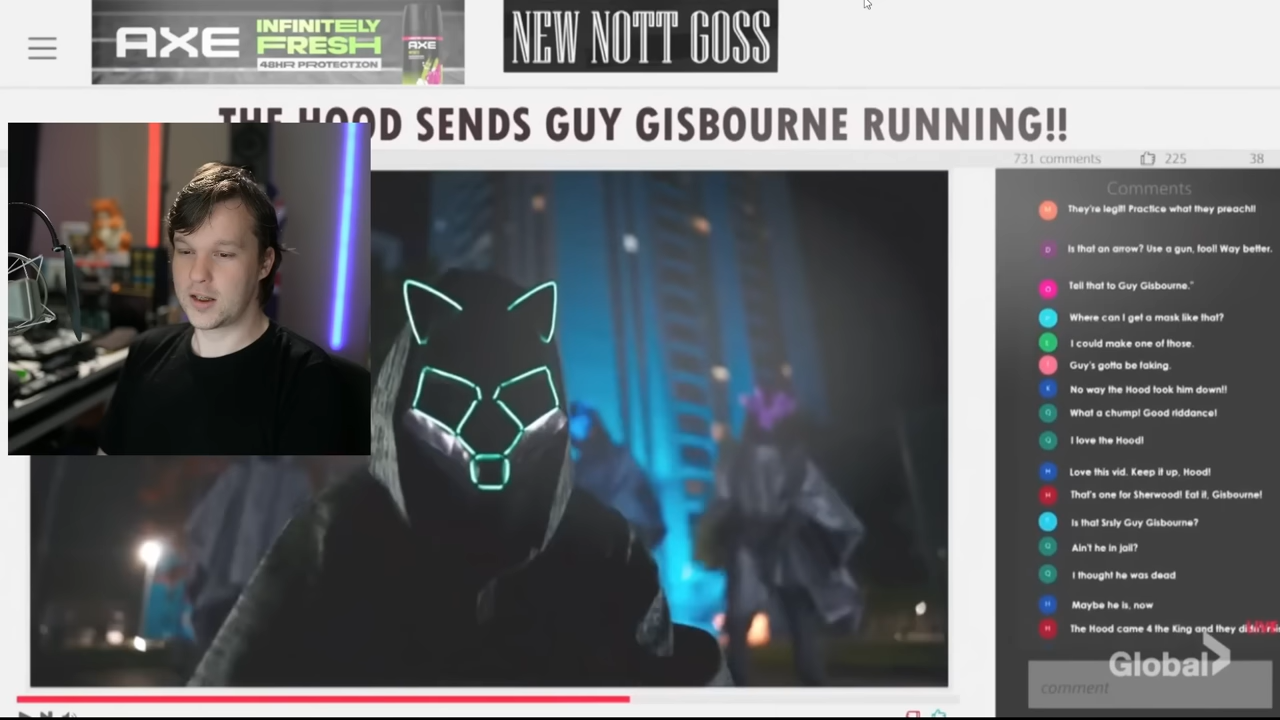 AXE
INFINITELY
FRESH
48HR PROTECTION
AXE
NEW NOTT GOSS
THE HOOD SENDS GUY GISBOURNE RUNNING!!
731 comments
225
38
Comments
They're legit! Practice what they preach!!
Is that an arrow? Use a gun, fool! Way better.
Tell that to Guy Gisbourne."
Where can I get a mask like that?
I could make one of those.
Guy's gotta be faking.
No way the Hood took him down!!
What a chump! Good riddance!
I love the Hood!
Love this vid. Keep it up, Hood!
That's one for Sherwood! Eat it, Gisbourne!
Is that Srsly Guy Gisbourne?
Ain't he in jail?
I thought he was dead
Maybe he is, now
The Hood came 4 the King and they
LIVE
Global
comment